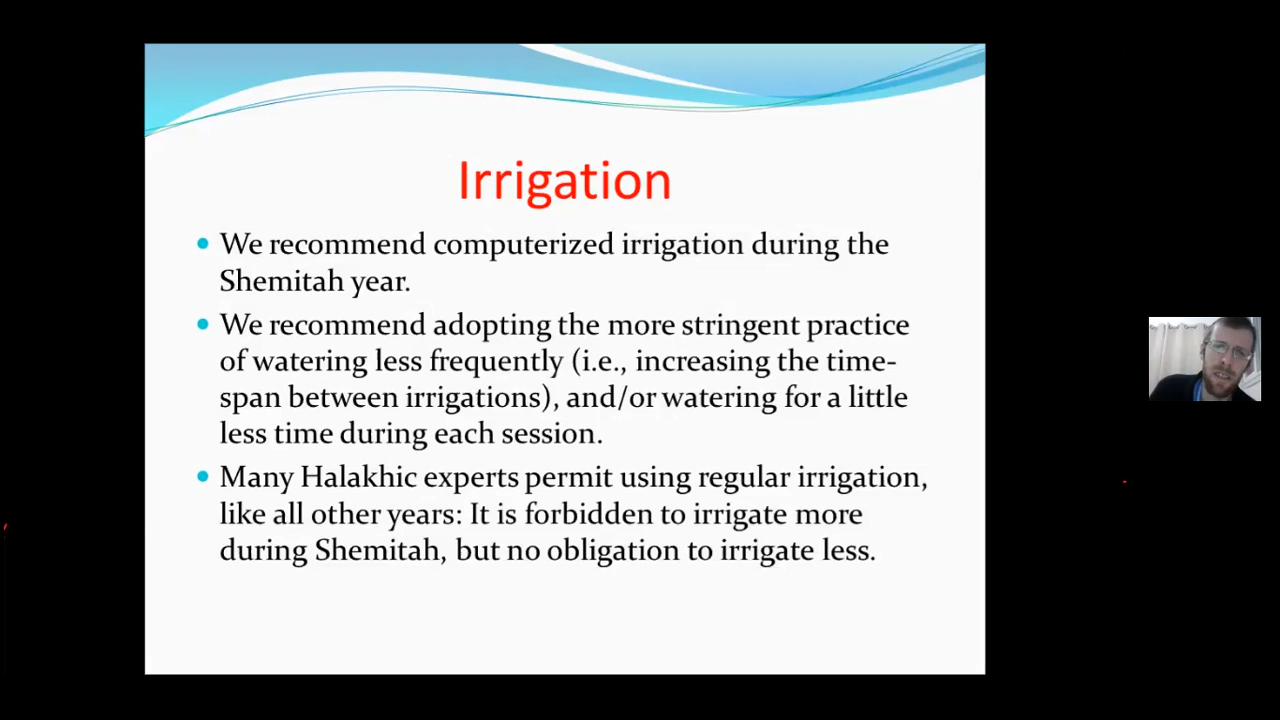 Irrigation
• We recommend computerized irrigation during the
Shemitah year.
• We recommend adopting the more stringent practice
of watering less frequently (i.e., increasing the time-
span between irrigations), and/or watering for a little
less time during each session.
• Many Halakhic experts permit using regular irrigation,
like all other years: It is forbidden to irrigate more
during Shemitah, but no obligation to irrigate less.